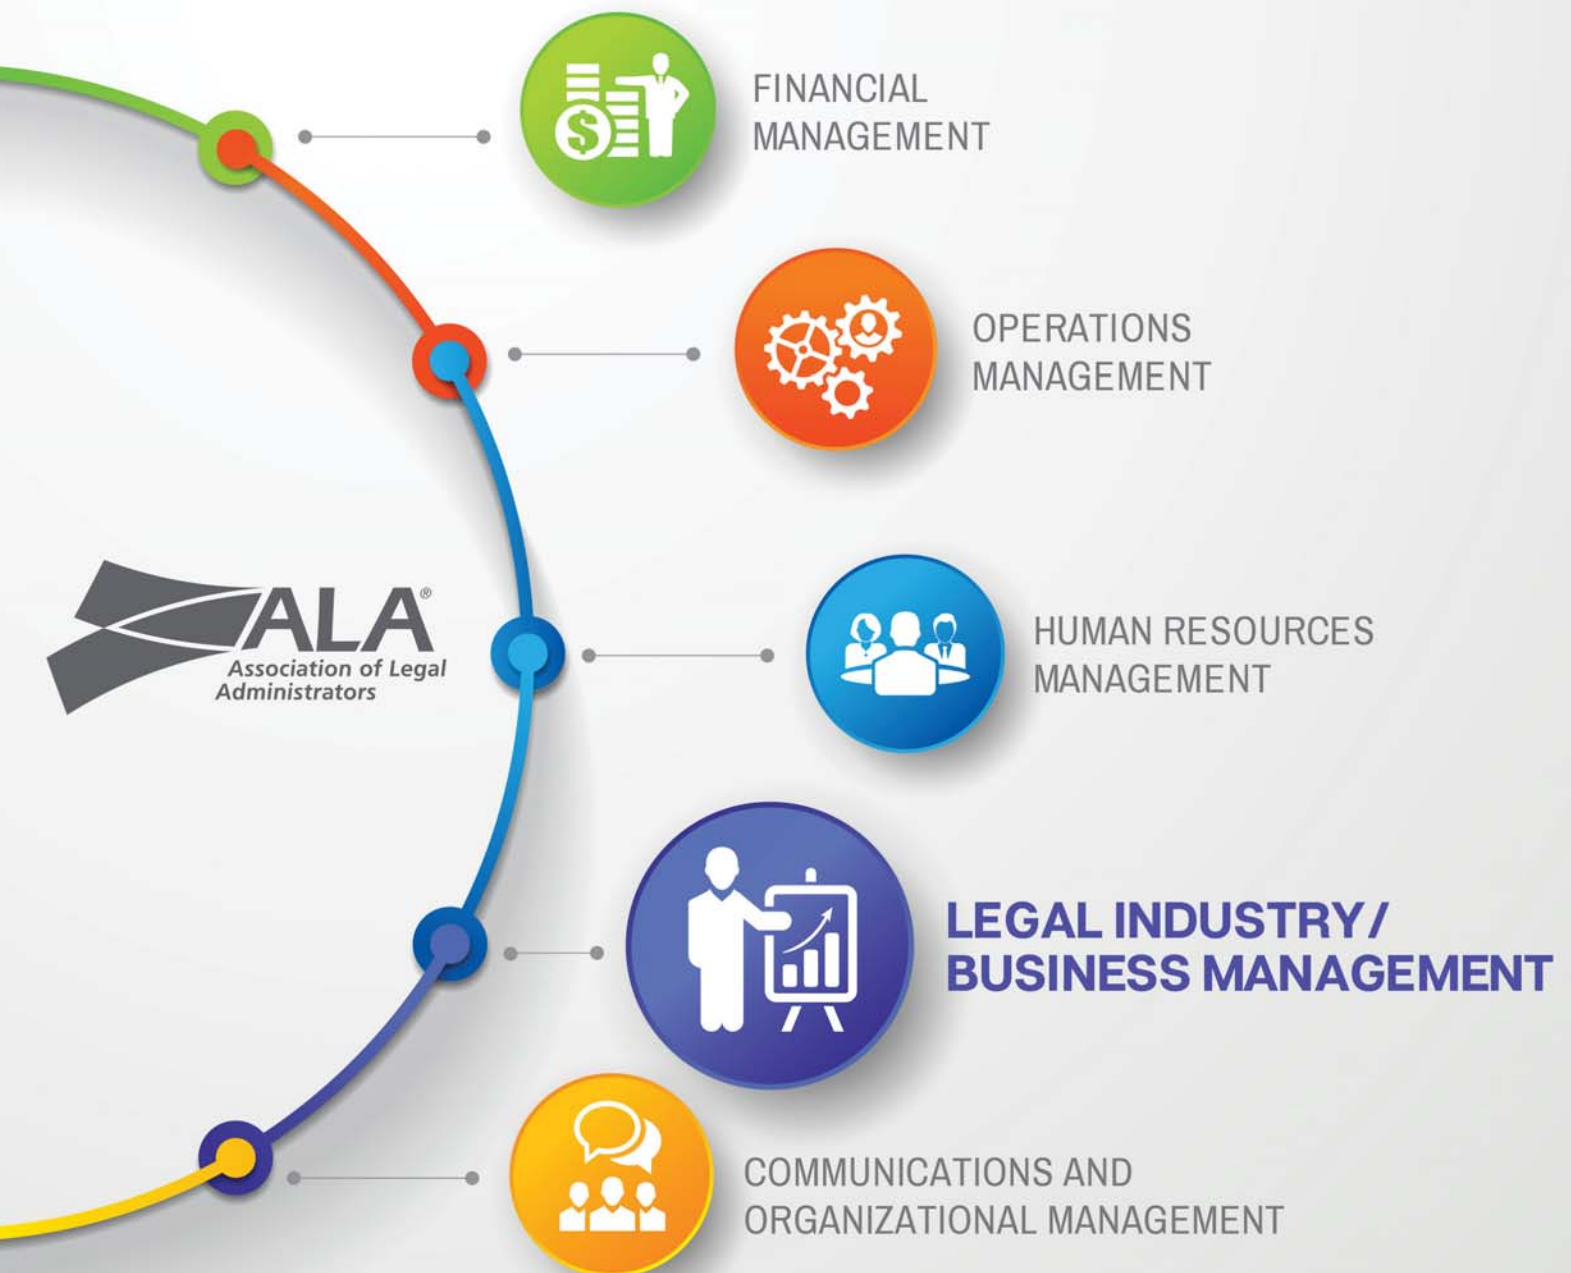 FINANCIAL
MANAGEMENT
OPERATIONS
MANAGEMENT
ALA®
Association of Legal
Administrators
HUMAN RESOURCES
MANAGEMENT
LEGAL INDUSTRY/
BUSINESS MANAGEMENT
COMMUNICATIONS AND
ORGANIZATIONAL MANAGEMENT